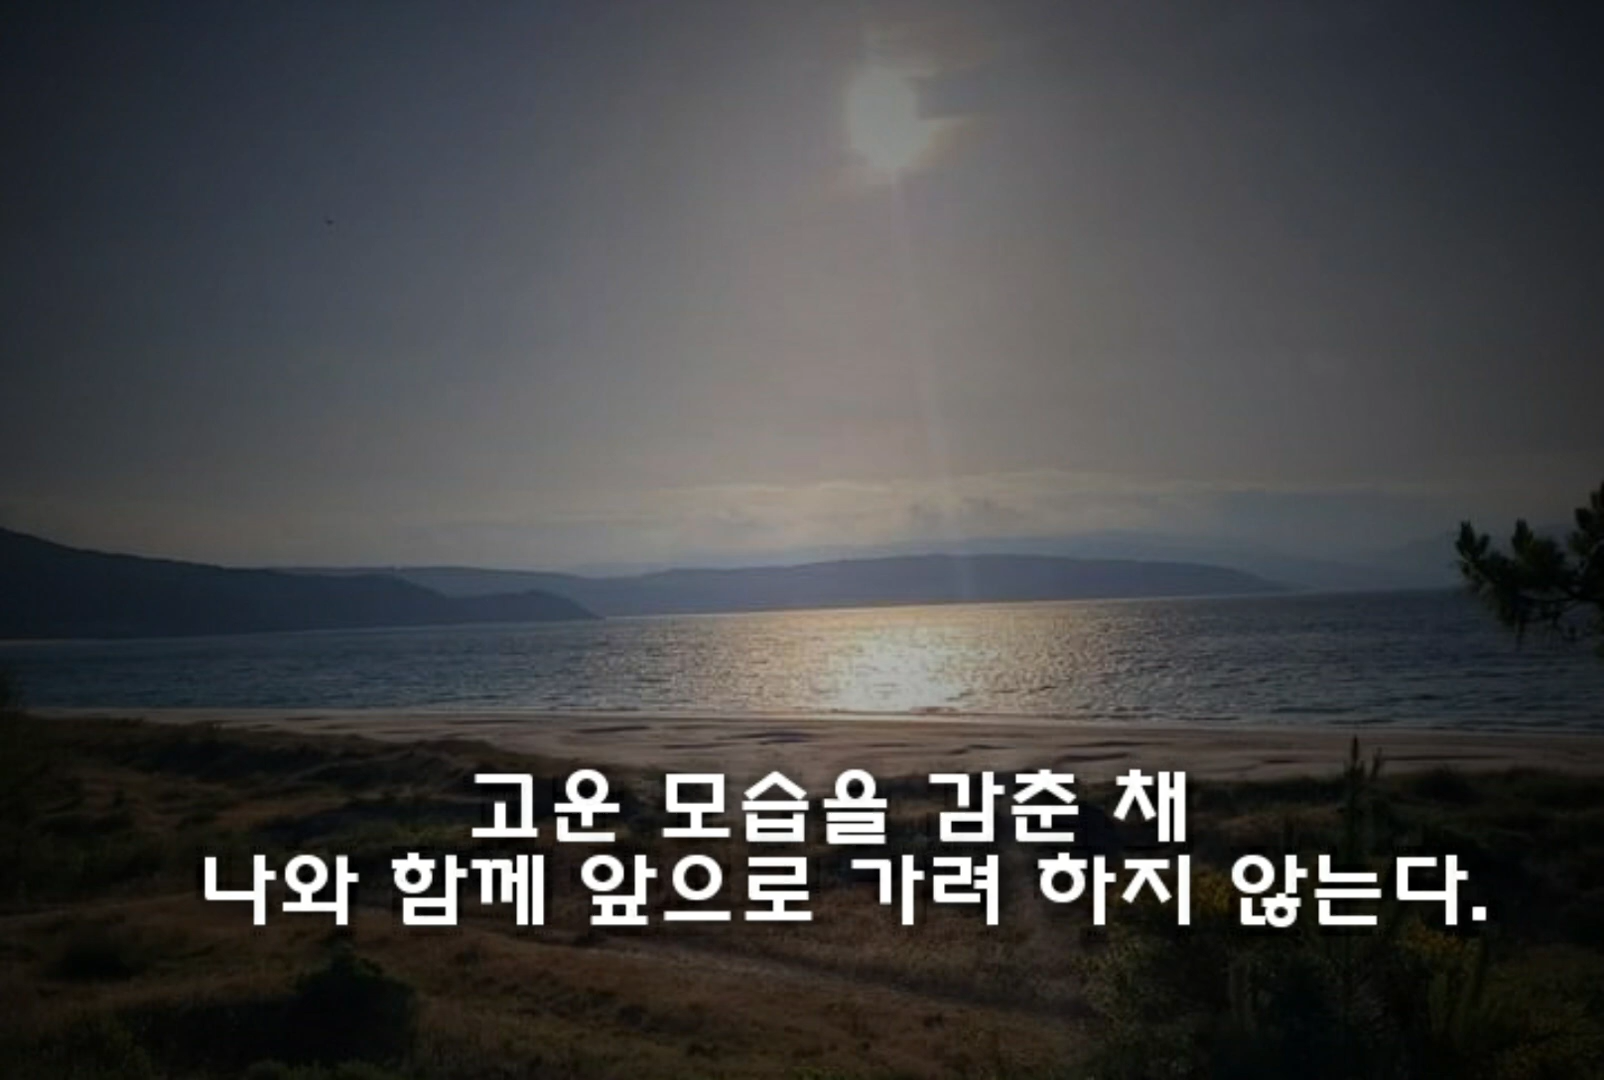 고운 모습을 감춘 채
나와 함께 앞으로 가려 하지 않는다.